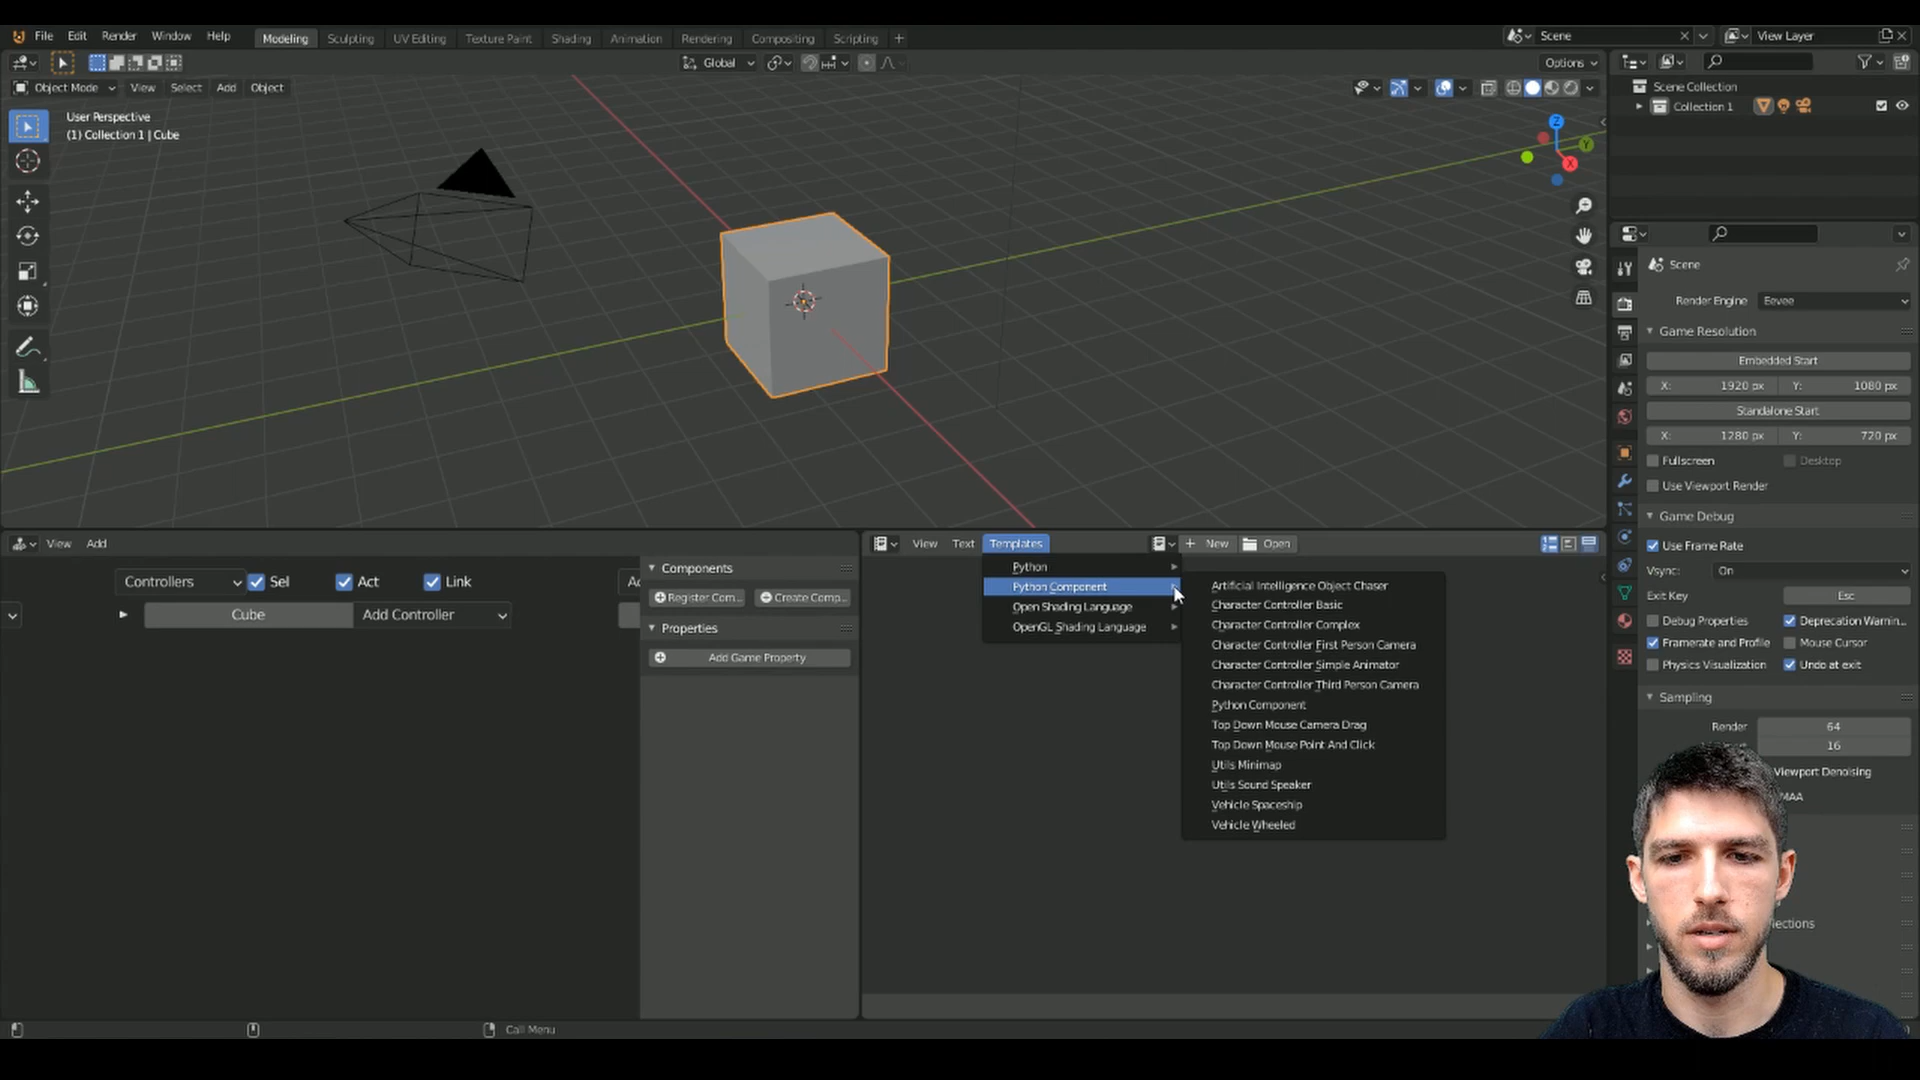 File Edit Render Window Help Modeling Sculpting UV Editing Texture Paint Shading Animation Rendering Compositing Scripting + Scene View Layer
Global Options
Object Mode View Select Add Object
User Perspective
(1) Collection 1 | Cube
Z
Y
X
Scene Collection
Collection 1
Scene
Render Engine Eevee
Game Resolution
Embedded Start
X: 1920 px Y: 1080 px
Standalone Start
X: 1280 px Y: 720 px
Fullscreen Desktop
Use Viewport Render
Game Debug
Use Frame Rate
Vsync: On
Exit Key Esc
Debug Properties Deprecation Warnin...
Framerate and Profile Mouse Cursor
Physics Visualization Undo at exit
Sampling
Render 64
16
Viewport Denoising
MAA
lections
View Add
Controllers Sel Act Link Ac
Cube Add Controller
Components
Register Com... Create Comp...
Properties
Add Game Property
View Text Templates New Open
Python
Python Component
Open Shading Language
OpenGL Shading Language
Artificial Intelligence Object Chaser
Character Controller Basic
Character Controller Complex
Character Controller First Person Camera
Character Controller Simple Animator
Character Controller Third Person Camera
Python Component
Top Down Mouse Camera Drag
Top Down Mouse Point And Click
Utils Minimap
Utils Sound Speaker
Vehicle Spaceship
Vehicle Wheeled
Call Menu